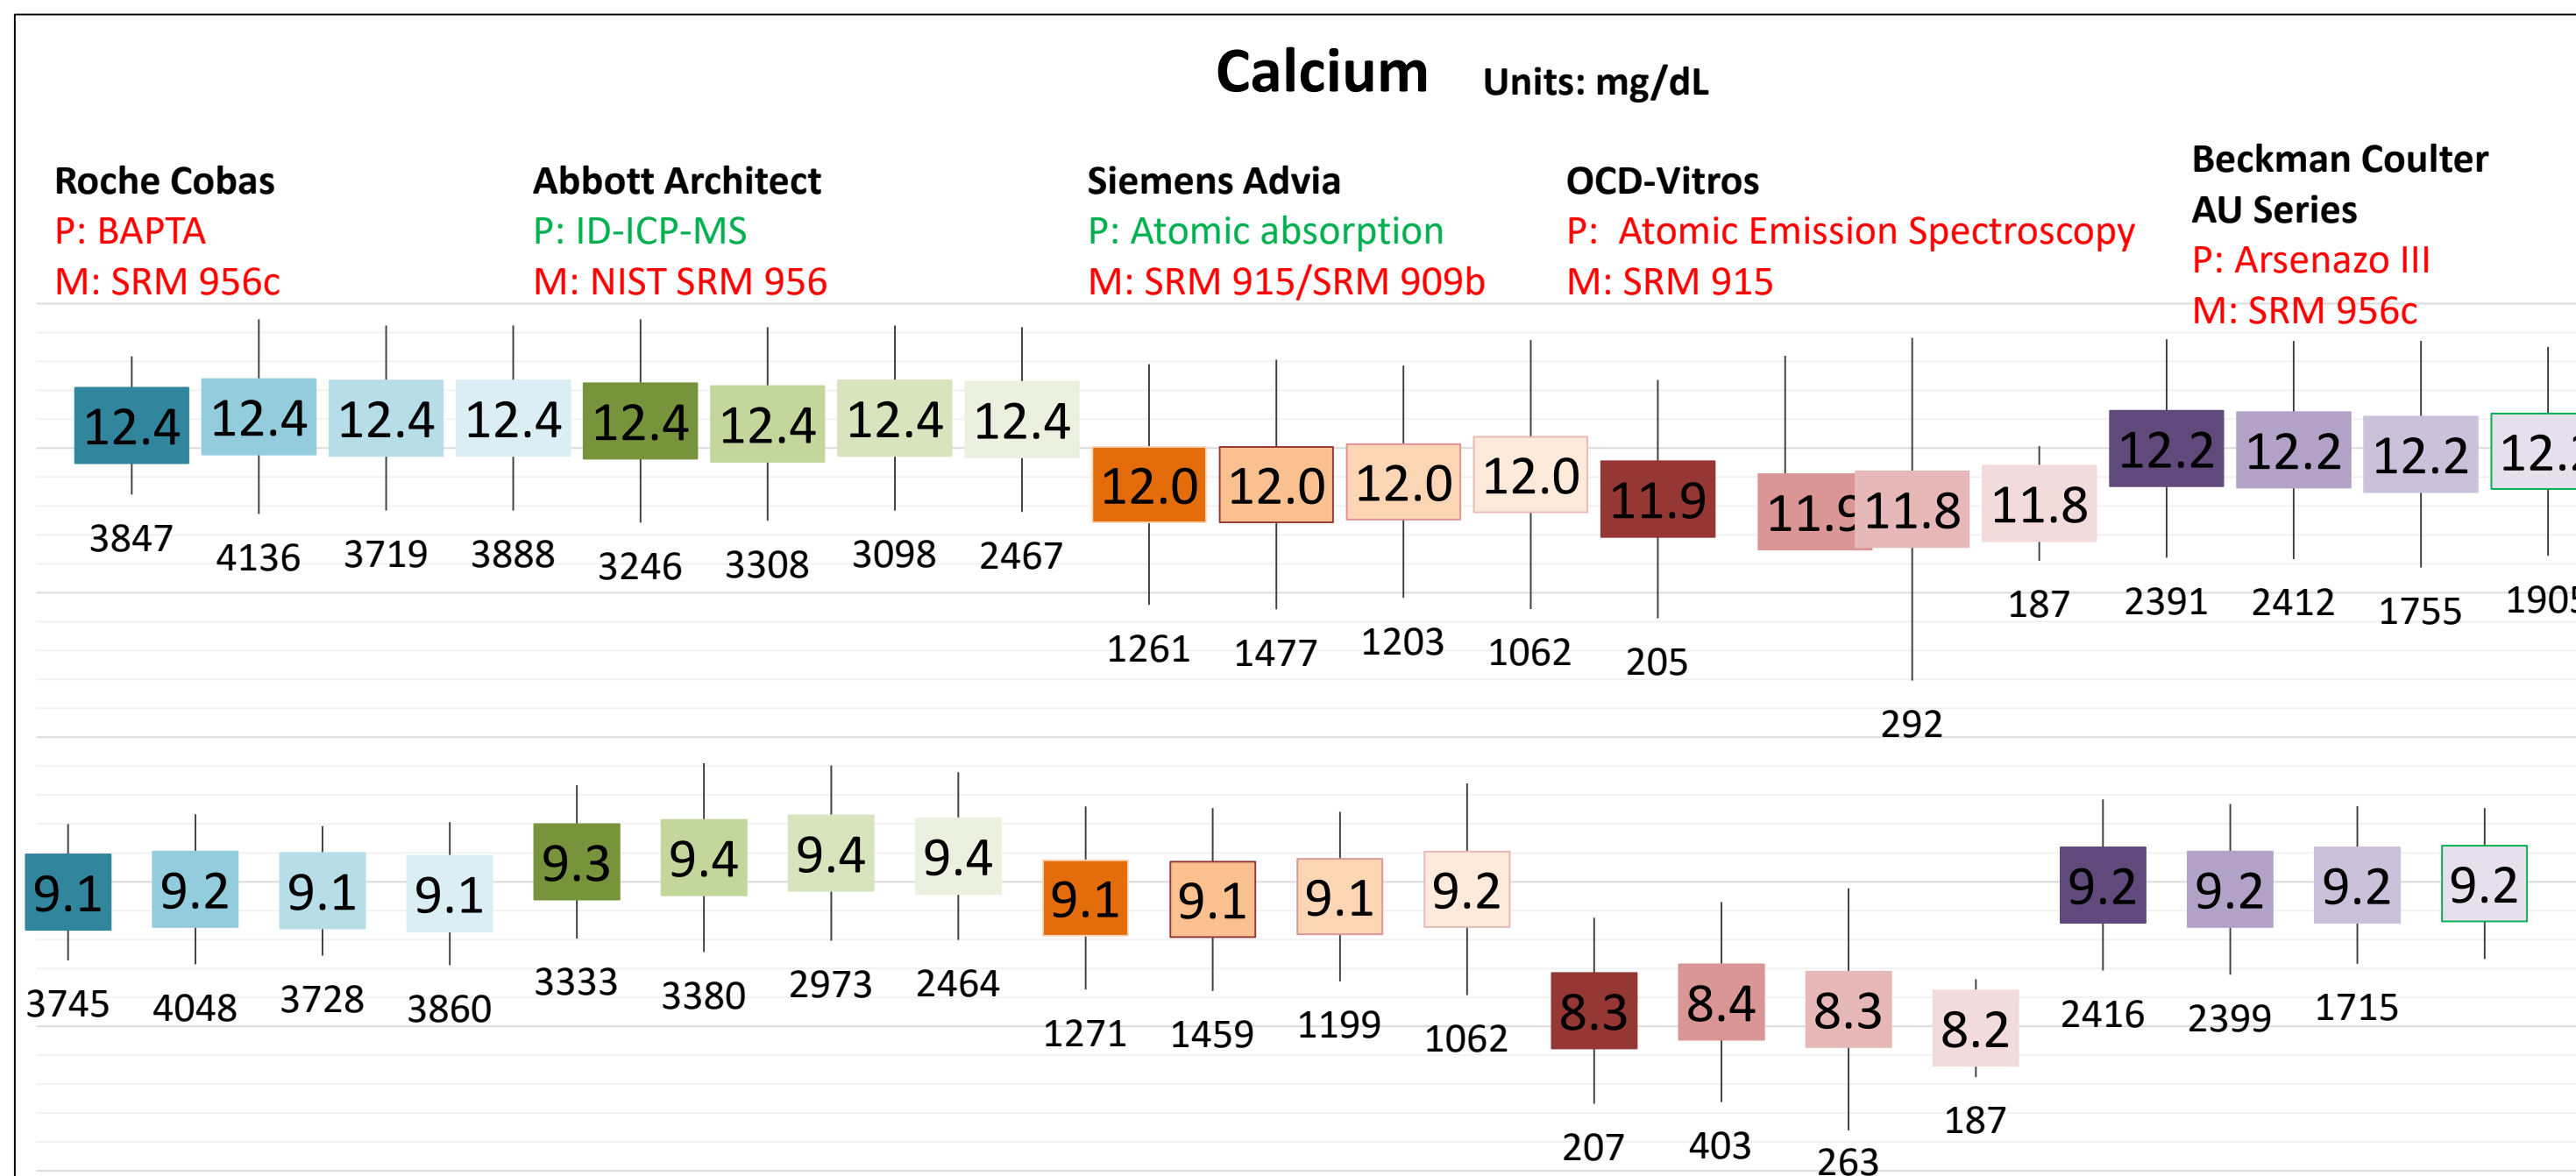 Calcium Units: mg/dL
Roche Cobas
P: BAPTA
M: SRM 956c
Abbott Architect
P: ID-ICP-MS
M: NIST SRM 956
Siemens Advia
P: Atomic absorption
M: SRM 915/SRM 909b
OCD-Vitros
P: Atomic Emission Spectroscopy
M: SRM 915
Beckman Coulter
AU Series
P: Arsenazo III
M: SRM 956c
12.4 12.4 12.4 12.4 12.4 12.4 12.4 12.4 12.0 12.0 12.0 12.0 11.9 11.9 11.8 11.8 12.2 12.2 12.2
3847 4136 3719 3888 3246 3308 3098 2467 1261 1477 1203 1062 205 292 187 2391 2412 1755 1905
9.1 9.2 9.1 9.1 9.3 9.4 9.4 9.4 9.1 9.1 9.1 9.2 8.3 8.4 8.3 8.2 9.2 9.2 9.2 9.2
3745 4048 3728 3860 3333 3380 2973 2464 1271 1459 1199 1062 207 403 263 187 2416 2399 1715